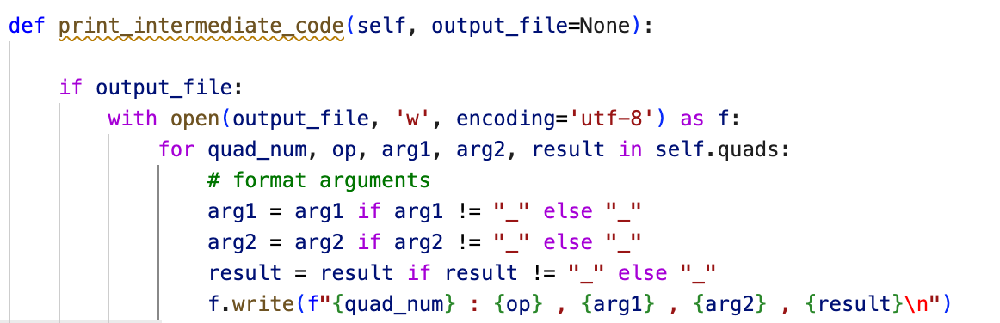 def print_intermediate_code(self, output_file=None):
if output_file:
with open(output_file, 'w', encoding='utf-8') as f:
for quad_num, op, arg1, arg2, result in self.quads:
# format arguments
arg1 = arg1 if arg1 != "_" else "_"
arg2 = arg2 if arg2 != "_" else "_"
result = result if result != "_" else "_"
f.write(f"{quad_num} : {op} , {arg1} , {arg2} , {result}\n")